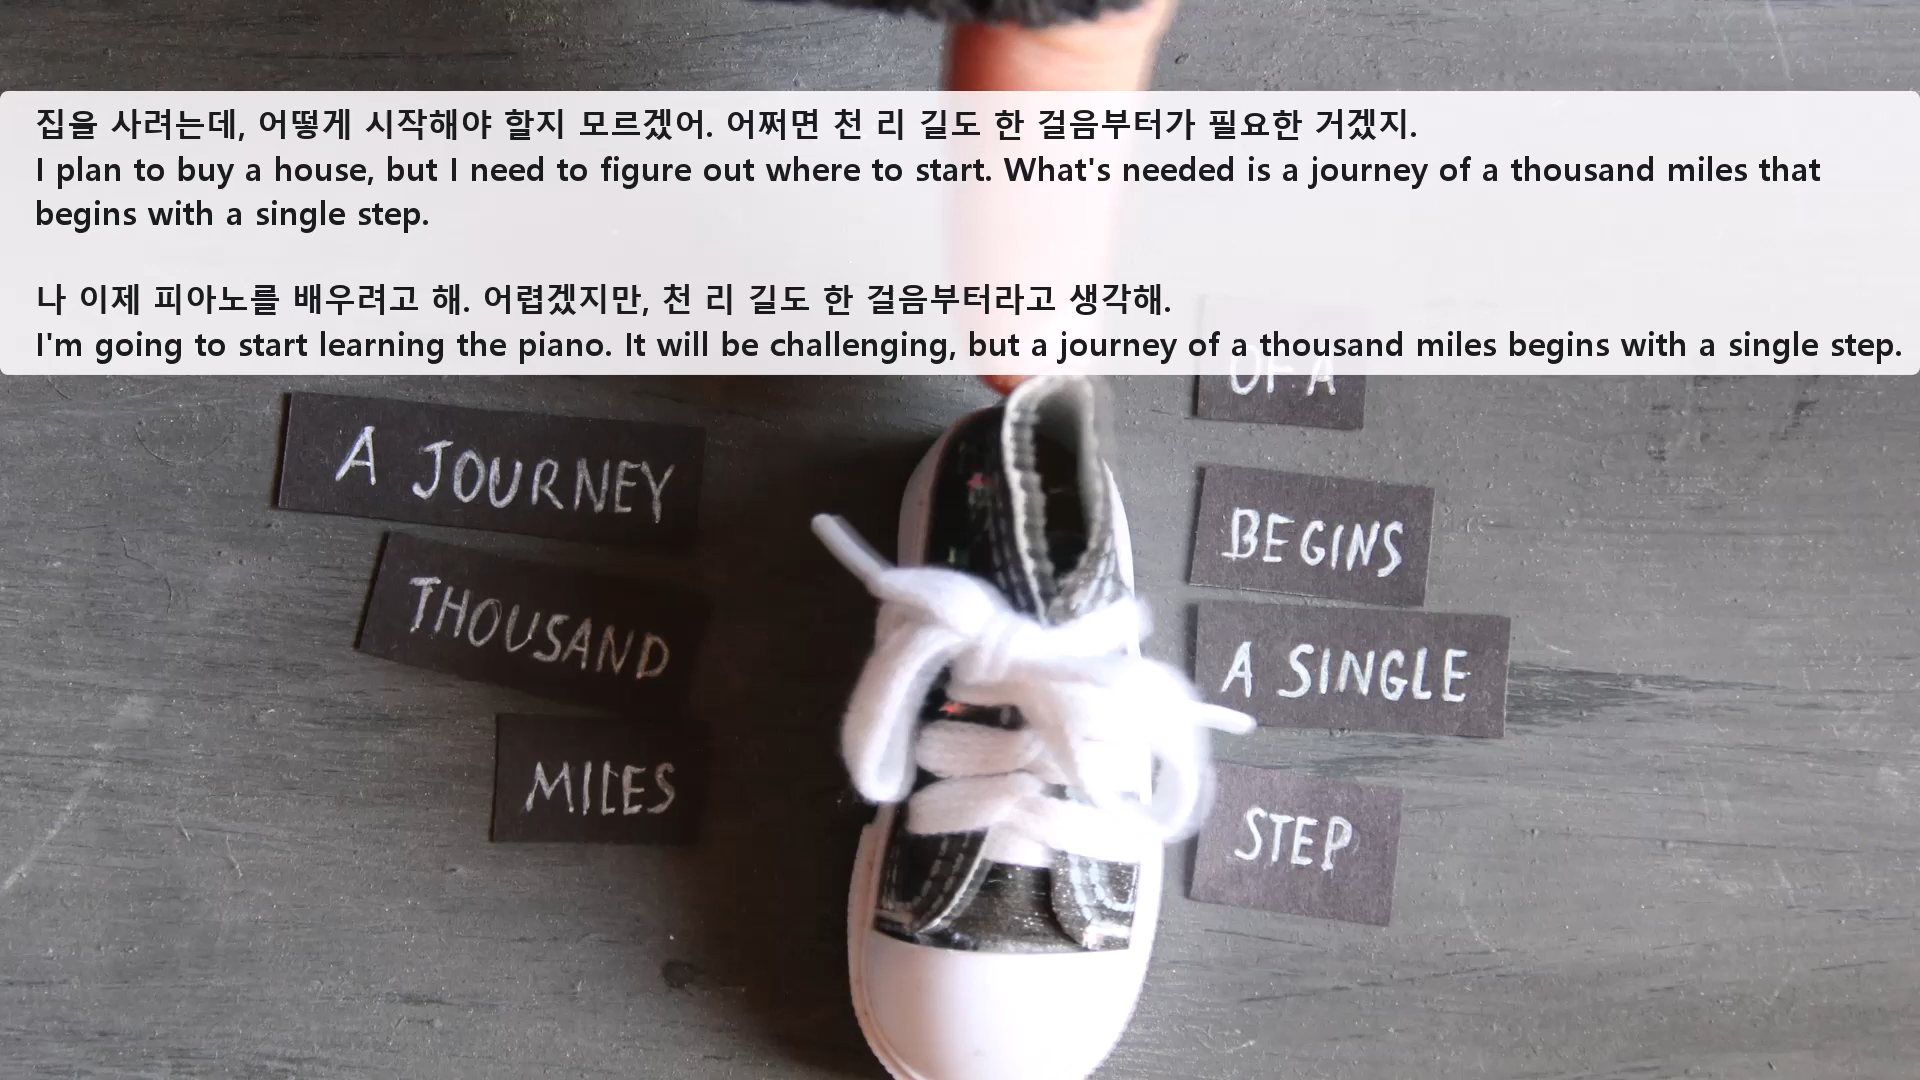 집을 사려는데, 어떻게 시작해야 할지 모르겠어. 어쩌면 천 리 길도 한 걸음부터가 필요한 거겠지.
I plan to buy a house, but I need to figure out where to start. What's needed is a journey of a thousand miles that
begins with a single step.
나 이제 피아노를 배우려고 해. 어렵겠지만, 천 리 길도 한 걸음부터라고 생각해.
I'm going to start learning the piano. It will be challenging, but a journey of a thousand miles begins with a single step.
OF A
A JOURNEY
THOUSAND
MILES
BEGINS
A SINGLE
STEP